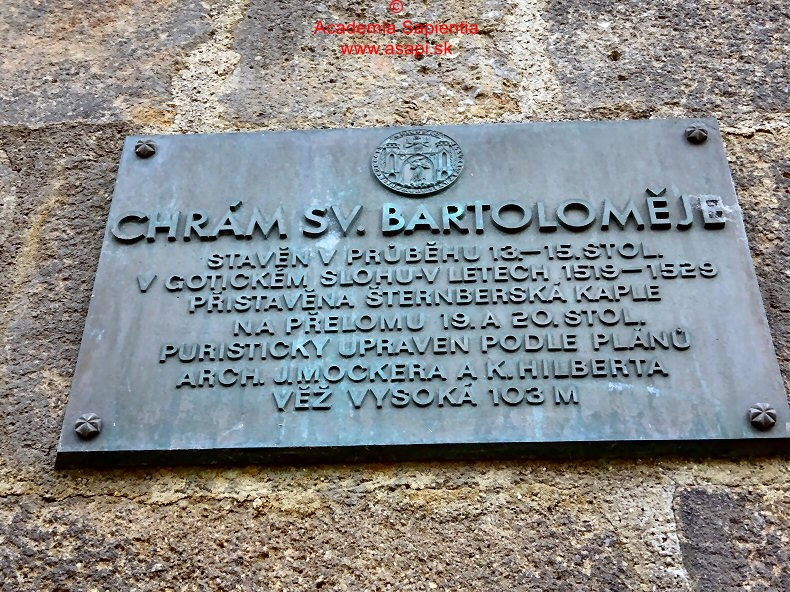 ©
Academia Sapientia
www.asapi.sk
CHRÁM SV. BARTOLOMĚJE
STAVĚN V PRŮBĚHU 13.–15. STOL.
V GOTICKÉM SLOHU·V LETECH 1519–1529
PŘISTAVĚNA ŠTERNBERSKÁ KAPLE
NA PŘELOMU 19. A 20. STOL.
PURISTICKY UPRAVEN PODLE PLÁNŮ
ARCH. J. MOCKERA A K. HILBERTA
VĚŽ VYSOKÁ 103 M